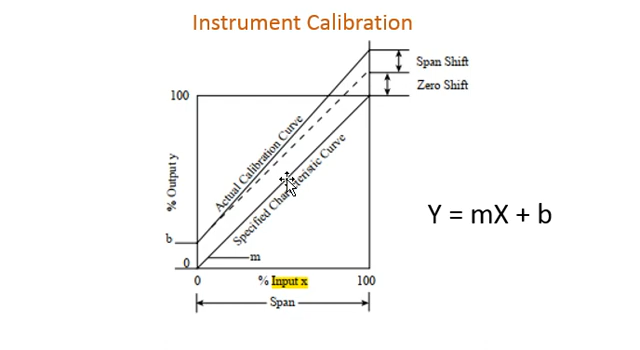 Instrument Calibration
Span Shift
Zero Shift
100
Actual Calibration Curve
Specified Characteristic Curve
% Output y
Y = mX + b
b
m
0
0
% Input x
100
Span